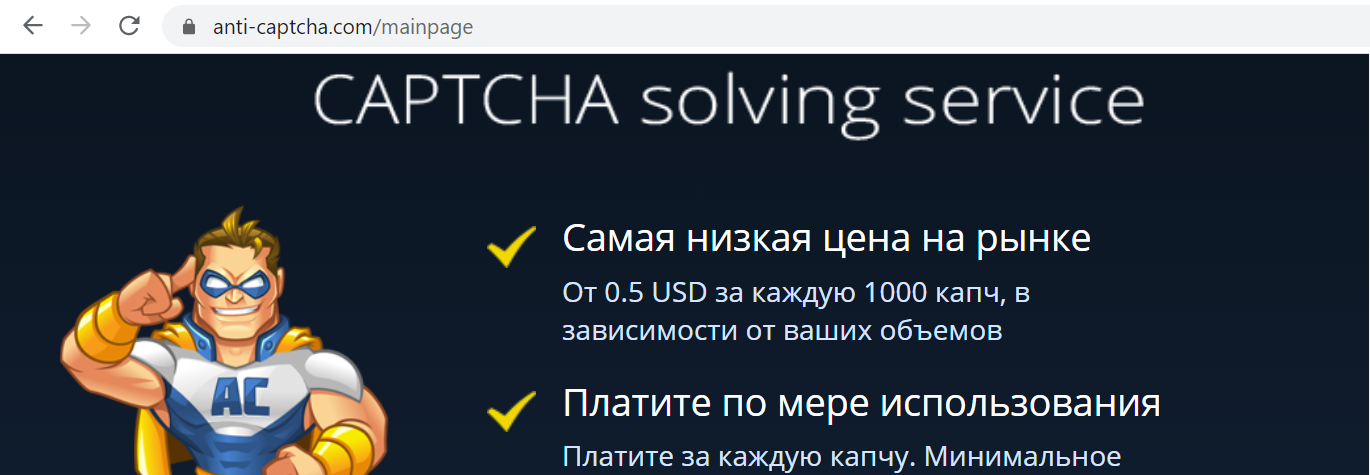 anti-captcha.com/mainpage
CAPTCHA solving service
Самая низкая цена на рынке
От 0.5 USD за каждую 1000 капч, в
зависимости от ваших объемов
AC
Платите по мере использования
Платите за каждую капчу. Минимальное